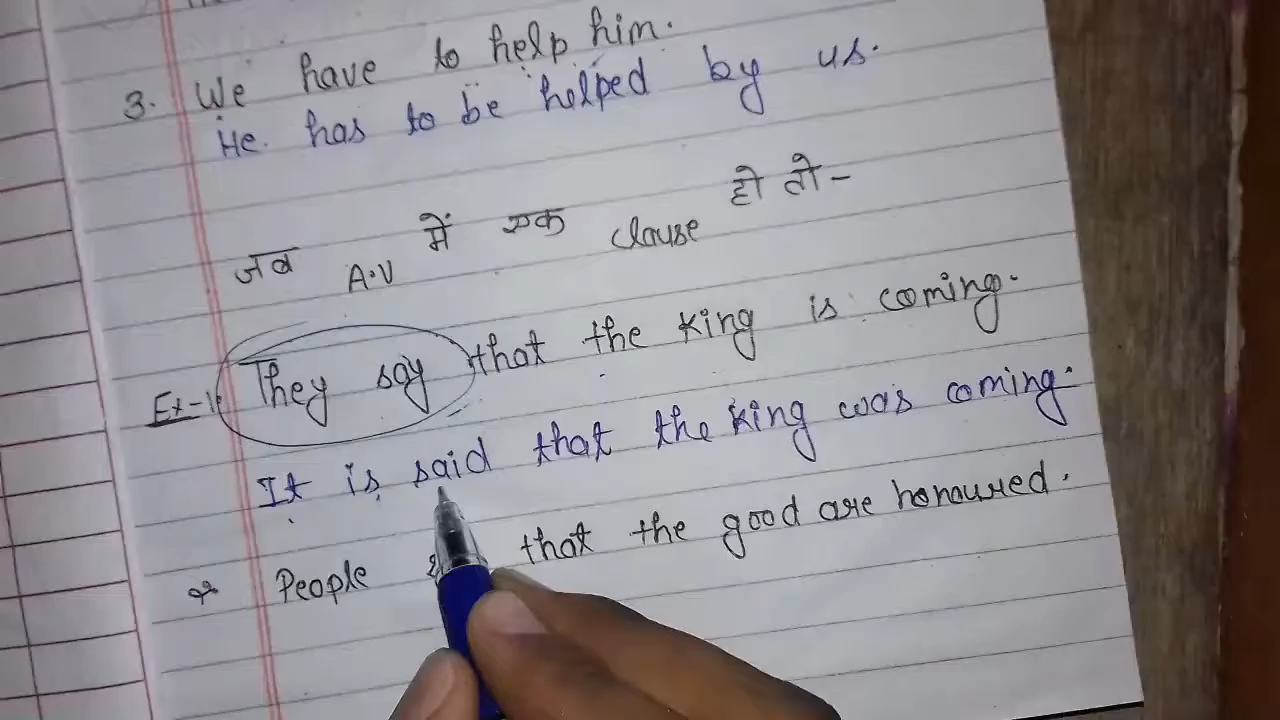 3. We have to help him.
He has to be helped by us.
जब A.V में एक clause हो तो -
Ex-1 They say that the king is coming.
It is said that the king was coming.
People that the good are honoured.